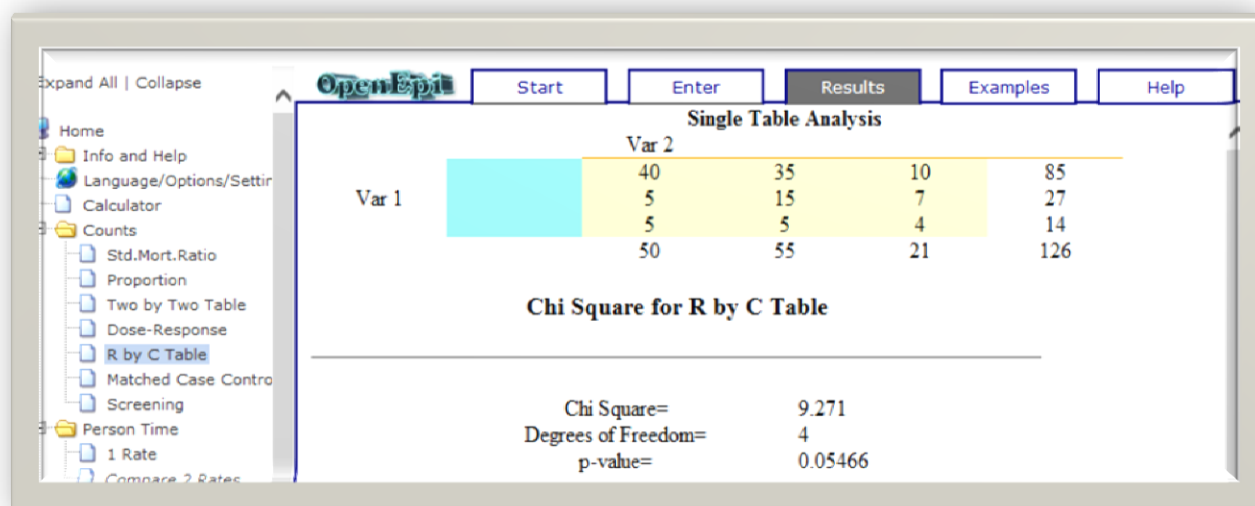 Expand All | Collapse
Home
Info and Help
Language/Options/Settir
Calculator
Counts
Std.Mort.Ratio
Proportion
Two by Two Table
Dose-Response
R by C Table
Matched Case Contro
Screening
Person Time
1 Rate
Compare 2 Rates
OpenEpi Start Enter Results Examples Help
Single Table Analysis
Var 2
40 35 10 85
Var 1 5 15 7 27
5 5 4 14
50 55 21 126
Chi Square for R by C Table
Chi Square= 9.271
Degrees of Freedom= 4
p-value= 0.05466